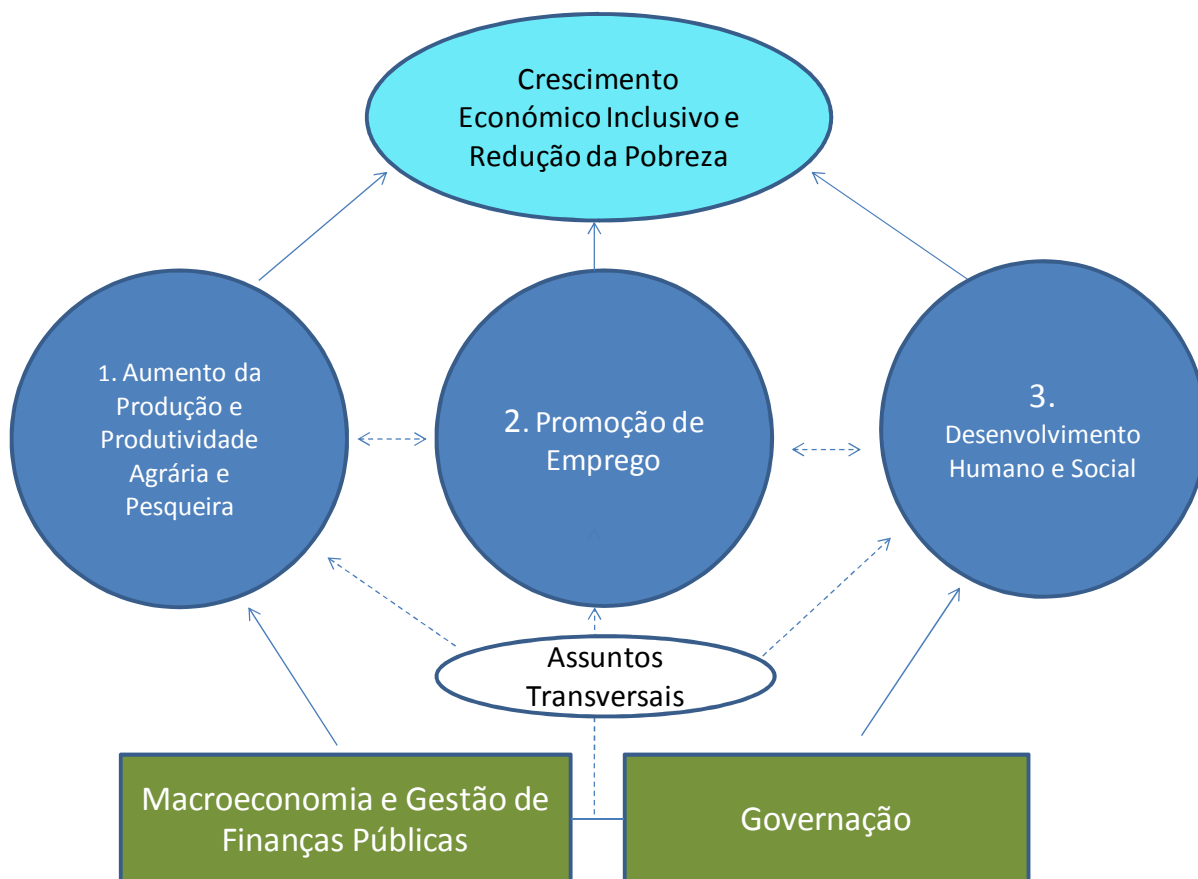 Crescimento
Económico Inclusivo e
Redução da Pobreza
1. Aumento da
Produção e
Produtividade
Agrária e
Pesqueira
2. Promoção de
Emprego
3.
Desenvolvimento
Humano e Social
Assuntos
Transversais
Macroeconomia e Gestão de
Finanças Públicas
Governação